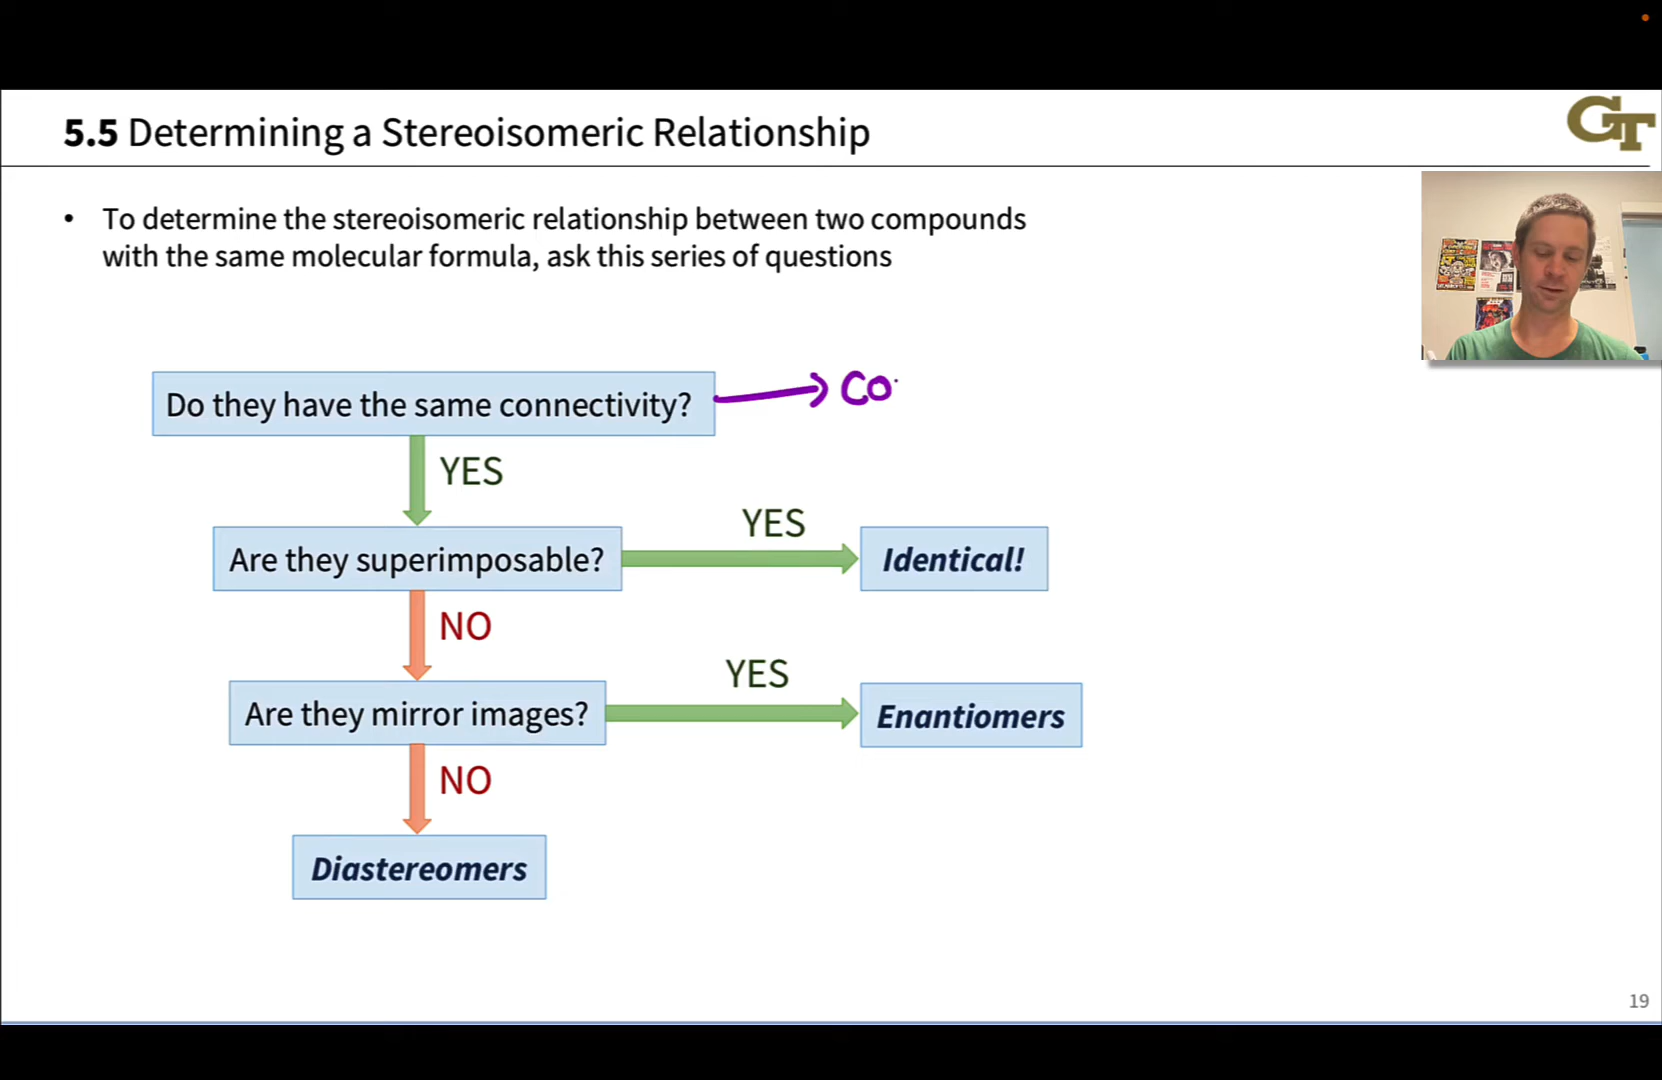 5.5 Determining a Stereoisomeric Relationship
GT
• To determine the stereoisomeric relationship between two compounds
with the same molecular formula, ask this series of questions
Do they have the same connectivity?
co
YES
Are they superimposable?
YES
Identical!
NO
Are they mirror images?
YES
Enantiomers
NO
Diastereomers
19